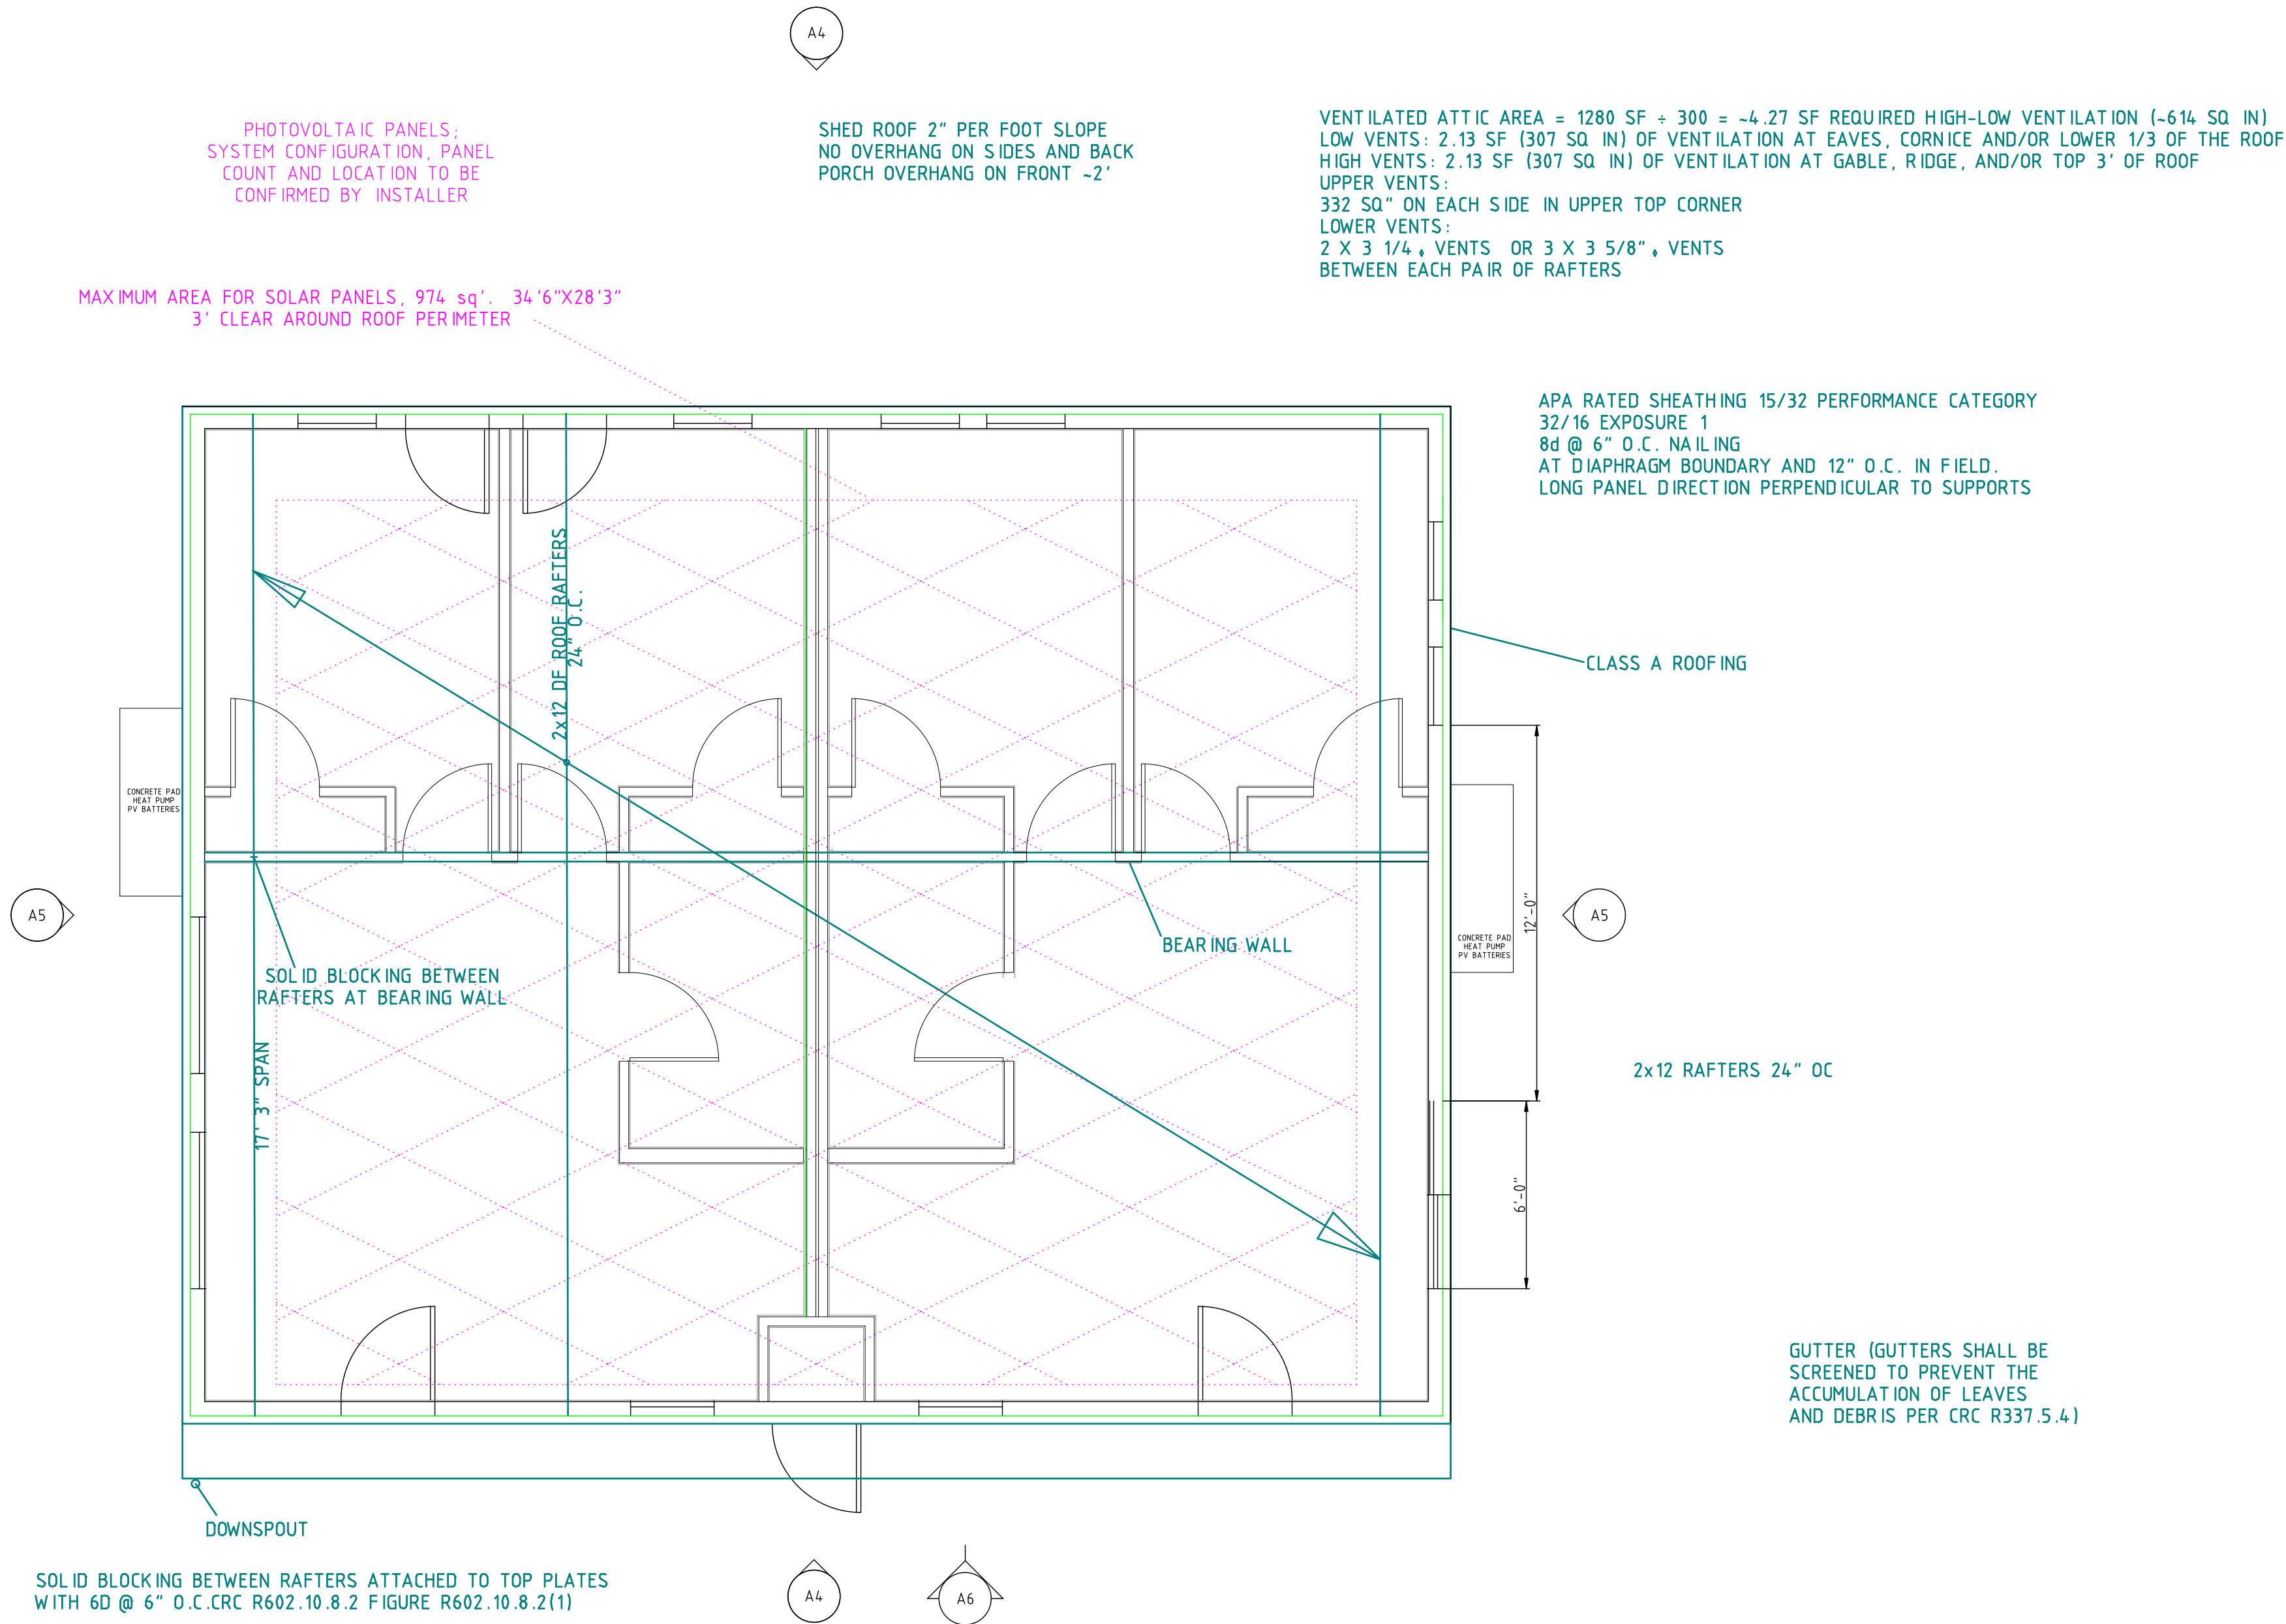 A4
PHOTOVOLTAIC PANELS;
SYSTEM CONFIGURATION, PANEL
COUNT AND LOCATION TO BE
CONFIRMED BY INSTALLER
SHED ROOF 2" PER FOOT SLOPE
NO OVERHANG ON SIDES AND BACK
PORCH OVERHANG ON FRONT ~2'
VENTILATED ATTIC AREA = 1280 SF ÷ 300 = ~4.27 SF REQUIRED HIGH-LOW VENTILATION (~614 SQ IN)
LOW VENTS: 2.13 SF (307 SQ IN) OF VENTILATION AT EAVES, CORNICE AND/OR LOWER 1/3 OF THE ROOF
HIGH VENTS: 2.13 SF (307 SQ IN) OF VENTILATION AT GABLE, RIDGE, AND/OR TOP 3' OF ROOF
UPPER VENTS:
332 SQ" ON EACH SIDE IN UPPER TOP CORNER
LOWER VENTS:
2 X 3 1/4 VENTS OR 3 X 3 5/8" VENTS
BETWEEN EACH PAIR OF RAFTERS
MAXIMUM AREA FOR SOLAR PANELS, 974 sq'. 34'6"X28'3"
3' CLEAR AROUND ROOF PERIMETER
APA RATED SHEATHING 15/32 PERFORMANCE CATEGORY
32/16 EXPOSURE 1
8d @ 6" O.C. NAILING
AT DIAPHRAGM BOUNDARY AND 12" O.C. IN FIELD.
LONG PANEL DIRECTION PERPENDICULAR TO SUPPORTS
2x12 DF ROOF RAFTERS
24" O.C.
CLASS A ROOFING
CONCRETE PAD
HEAT PUMP
PV BATTERIES
A5
12'-0"
A5
BEARING WALL
CONCRETE PAD
HEAT PUMP
PV BATTERIES
SOLID BLOCKING BETWEEN
RAFTERS AT BEARING WALL
17' 3" SPAN
2x12 RAFTERS 24" OC
6'-0"
GUTTER (GUTTERS SHALL BE
SCREENED TO PREVENT THE
ACCUMULATION OF LEAVES
AND DEBRIS PER CRC R337.5.4)
DOWNSPOUT
SOLID BLOCKING BETWEEN RAFTERS ATTACHED TO TOP PLATES
WITH 6D @ 6" O.C.CRC R602.10.8.2 FIGURE R602.10.8.2(1)
A4
A6